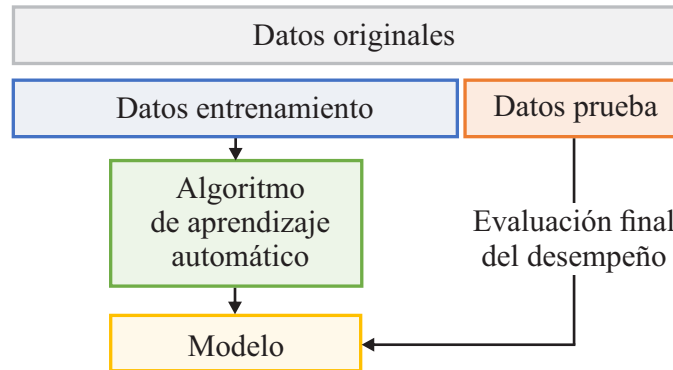 Datos originales
Datos entrenamiento
Datos prueba
Algoritmo
de aprendizaje
automático
Evaluación final
del desempeño
Modelo